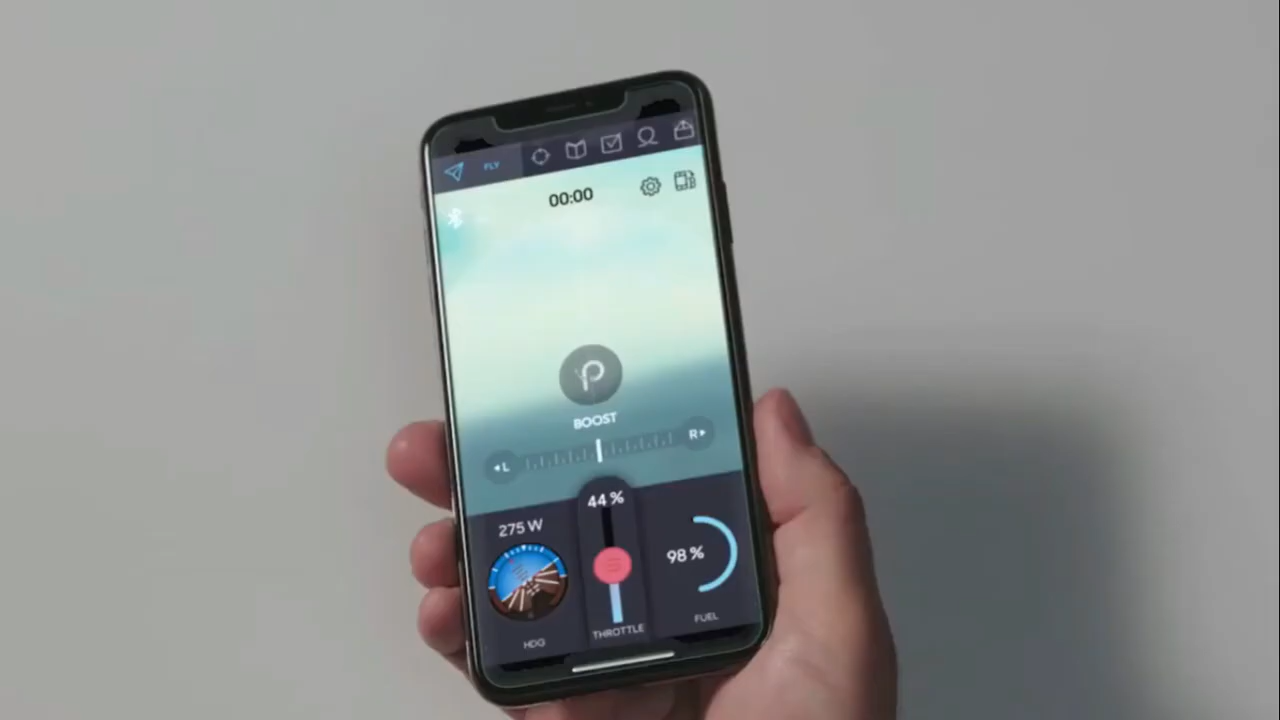 FLY
00:00
BOOST
◂L
R▸
44 %
275 W
98 %
HDG
THROTTLE
FUEL